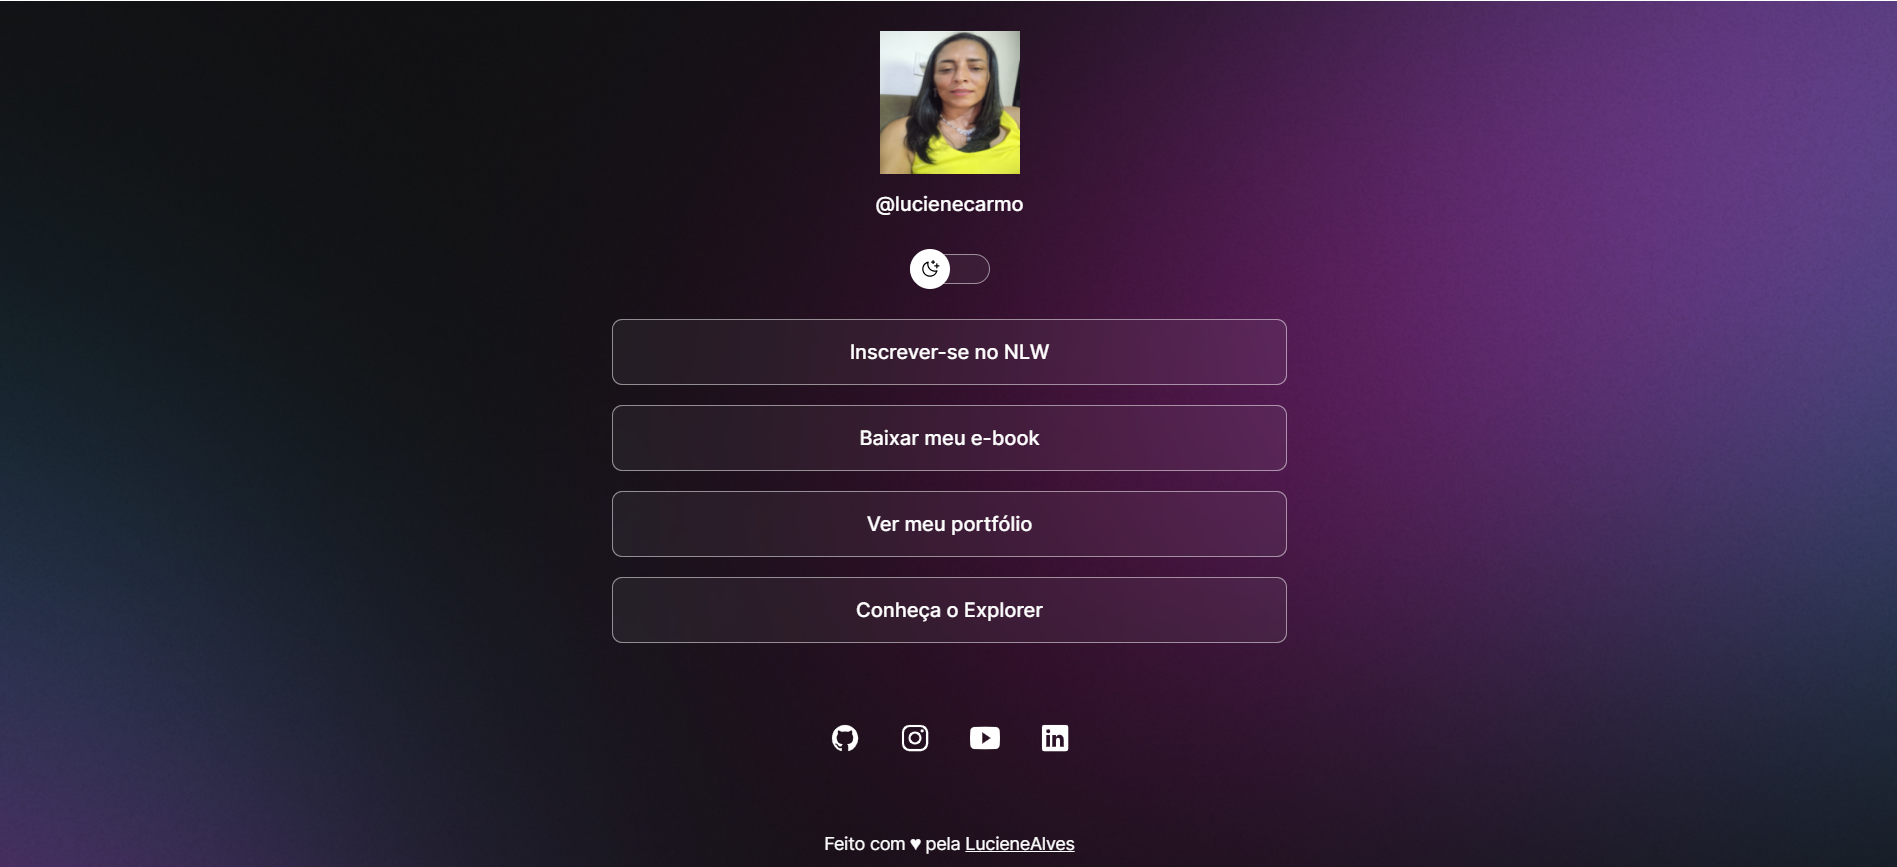 @lucienecarmo
Inscrever-se no NLW
Baixar meu e-book
Ver meu portfólio
Conheça o Explorer
Feito com ♥ pela LucieneAlves